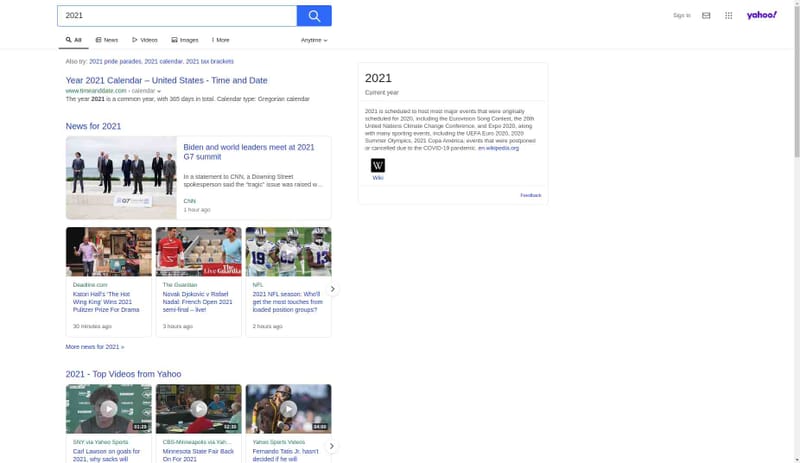 2021
Sign In
yahoo!
All
News
Videos
Images
More
Anytime
Also try: 2021 pride parades, 2021 calendar, 2021 tax brackets
Year 2021 Calendar – United States - Time and Date
www.timeanddate.com › calendar
The year 2021 is a common year, with 365 days in total. Calendar type: Gregorian calendar
News for 2021
Biden and world leaders meet at 2021
G7 summit
In a statement to CNN, a Downing Street
spokesperson said the "tragic" issue was raised w…
CNN
1 hour ago
G7
Deadline.com
Katori Hall's 'The Hot
Wing King' Wins 2021
Pulitzer Prize For Drama
30 minutes ago
The
Live Guardian
The Guardian
Novak Djokovic v Rafael
Nadal: French Open 2021
semi-final – live!
3 hours ago
19
13
NFL
2021 NFL season: Who'll
get the most touches from
loaded position groups?
2 hours ago
More news for 2021 »
2021 - Top Videos from Yahoo
01:29
SNY via Yahoo Sports
Carl Lawson on goals for
2021, why sacks will
02:30
CBS-Minneapolis via Yah...
Minnesota State Fair Back
On For 2021
04:00
Yahoo Sports Videos
Fernando Tatis Jr. hasn't
decided if he will
2021
Current year
2021 is scheduled to host most major events that were originally
scheduled for 2020, including the Eurovision Song Contest, the 26th
United Nations Climate Change Conference, and Expo 2020, along
with many sporting events, including the UEFA Euro 2020, 2020
Summer Olympics, 2021 Copa América; events that were postponed
or cancelled due to the COVID-19 pandemic. en.wikipedia.org
W
Wiki
Feedback